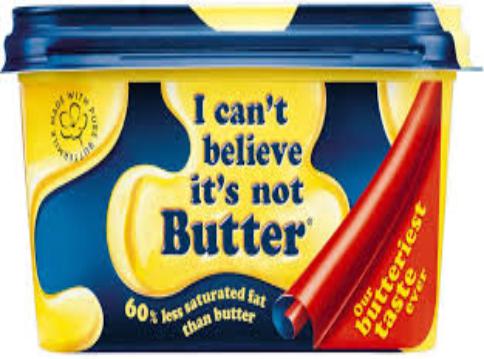 MADE WITH PURE BUTTERMILK
I can't
believe
it's not
Butter®
60% less saturated fat
than butter
Our
butteriest
taste
ever